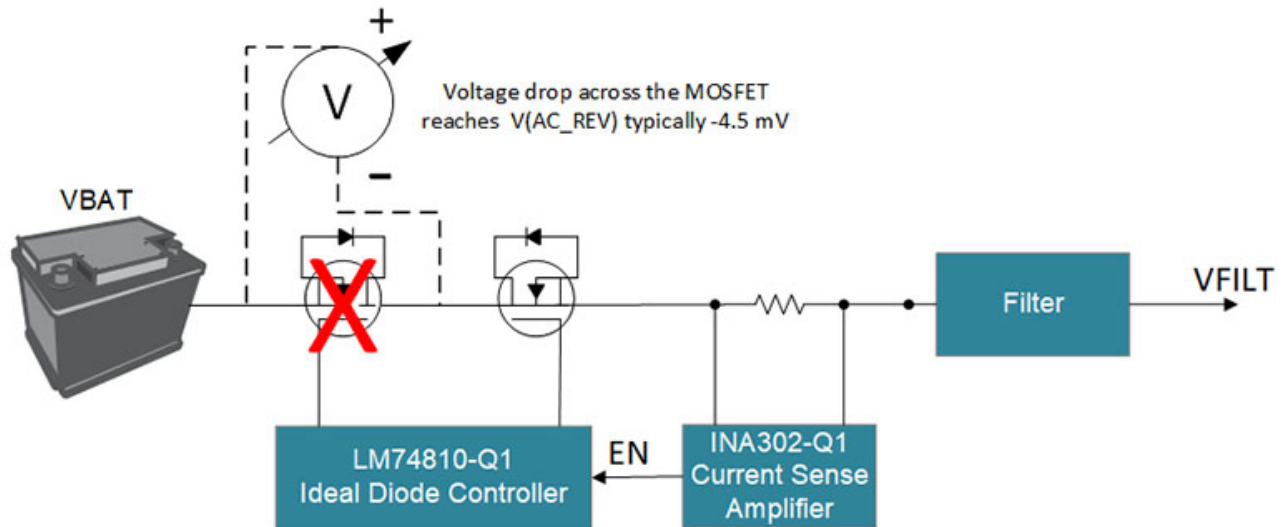 +
V
Voltage drop across the MOSFET
reaches V(AC_REV) typically -4.5 mV
−
VBAT
VFILT
Filter
LM74810-Q1
Ideal Diode Controller
EN
INA302-Q1
Current Sense
Amplifier